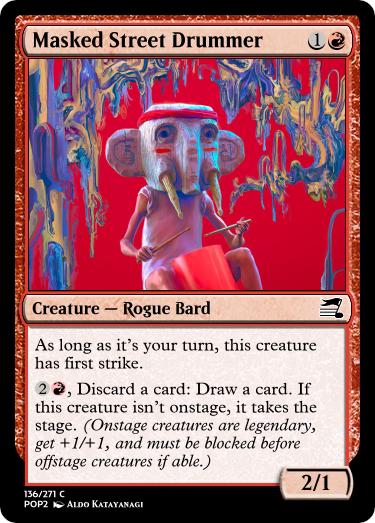 Masked Street Drummer 1
Creature — Rogue Bard
As long as it's your turn, this creature
has first strike.
2, Discard a card: Draw a card. If
this creature isn't onstage, it takes the
stage. (Onstage creatures are legendary,
get +1/+1, and must be blocked before
offstage creatures if able.)
2/1
136/271 C
POP2 Aldo Katayanagi